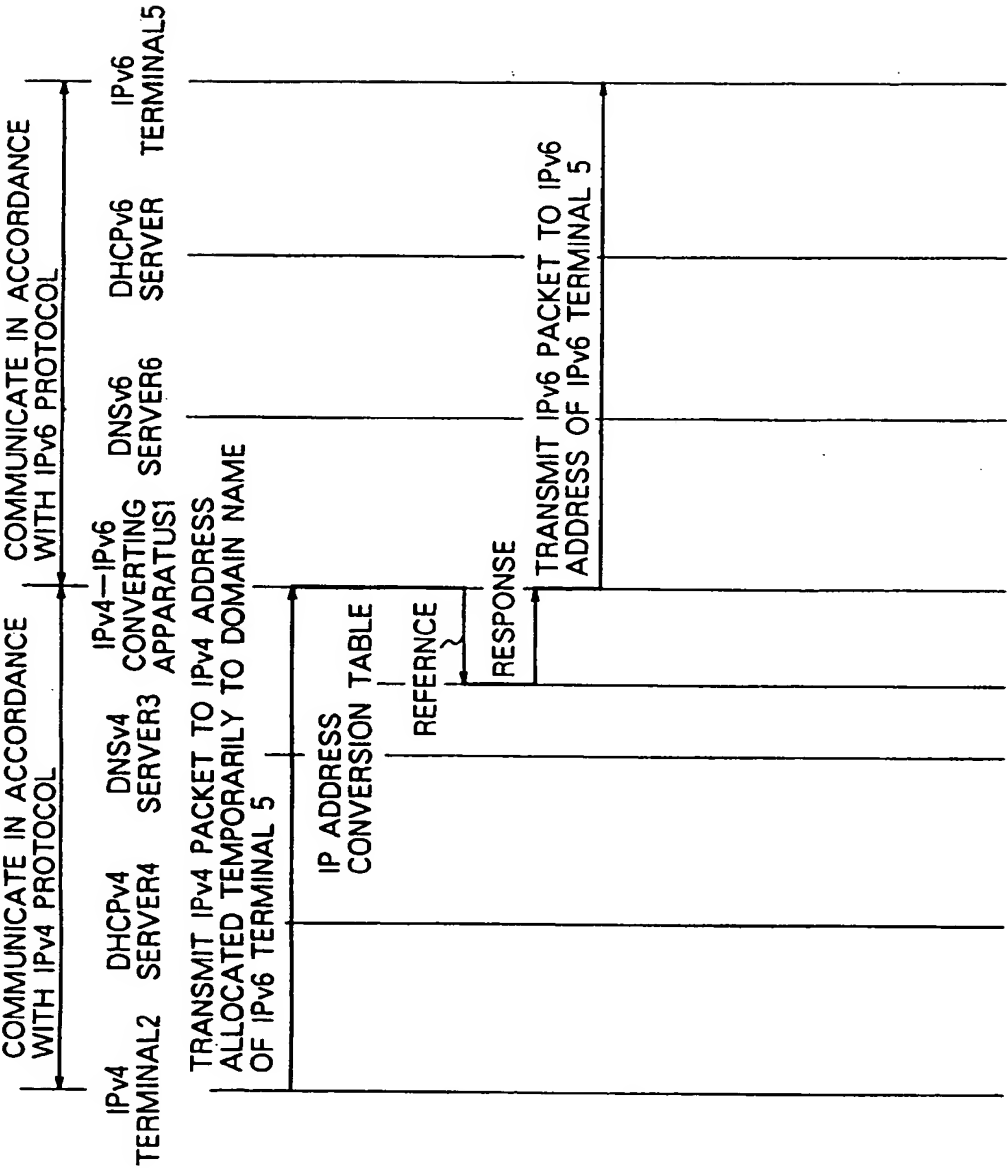 COMMUNICATE IN ACCORDANCE
WITH IPv4 PROTOCOL
COMMUNICATE IN ACCORDANCE
WITH IPv6 PROTOCOL
IPv4
TERMINAL2
DHCPv4
SERVER4
DNSv4
SERVER3
IPv4—IPv6
CONVERTING
APPARATUS1
DNSv6
SERVER6
DHCPv6
SERVER
IPv6
TERMINAL5
TRANSMIT IPv4 PACKET TO IPv4 ADDRESS
ALLOCATED TEMPORARILY TO DOMAIN NAME
OF IPv6 TERMINAL 5
IP ADDRESS
CONVERSION TABLE
REFERNCE
RESPONSE
TRANSMIT IPv6 PACKET TO IPv6
ADDRESS OF IPv6 TERMINAL 5